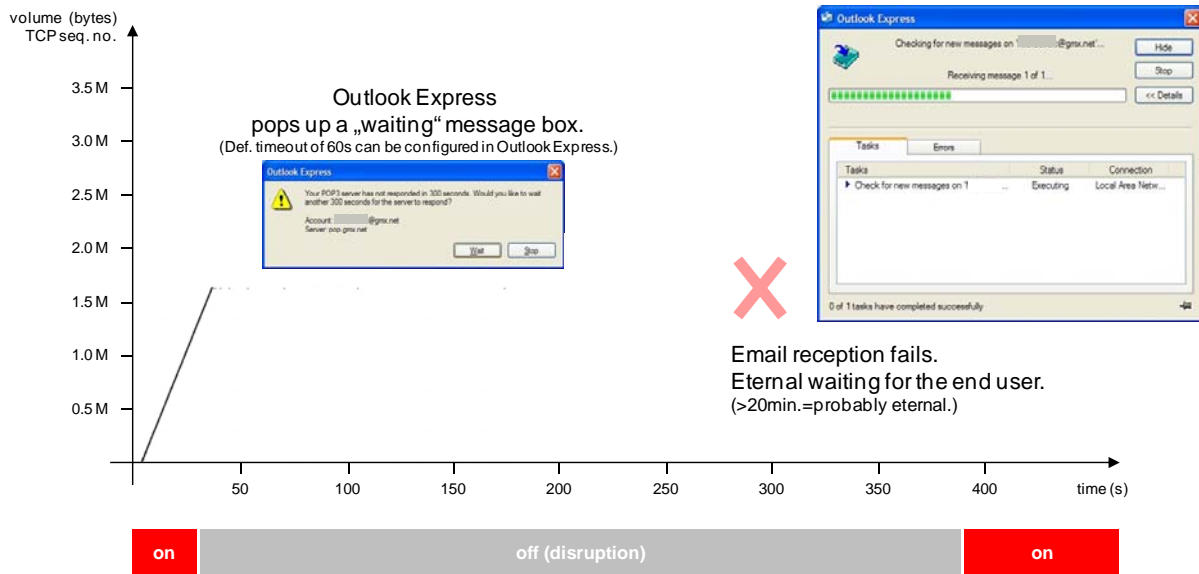 volume (bytes)
TCP seq. no.
3.5 M
3.0 M
2.5 M
2.0 M
1.5 M
1.0 M
0.5 M
Outlook Express
pops up a „waiting“ message box.
(Def. timeout of 60s can be configured in Outlook Express.)
Outlook Express
Your POP3 server has not responded in 300 seconds. Would you like to wait
another 300 seconds for the server to respond?
Account: @gmx.net
Server: pop.gmx.net
Wait
Stop
Outlook Express
Checking for new messages on ' @gmx.net'...
Hide
Receiving message 1 of 1...
Stop
<< Details
Tasks
Errors
Tasks Status Connection
Check for new messages on '1 ... Executing Local Area Netw...
0 of 1 tasks have completed successfully
Email reception fails.
Eternal waiting for the end user.
(>20min.=probably eternal.)
50 100 150 200 250 300 350 400 time (s)
on off (disruption) on